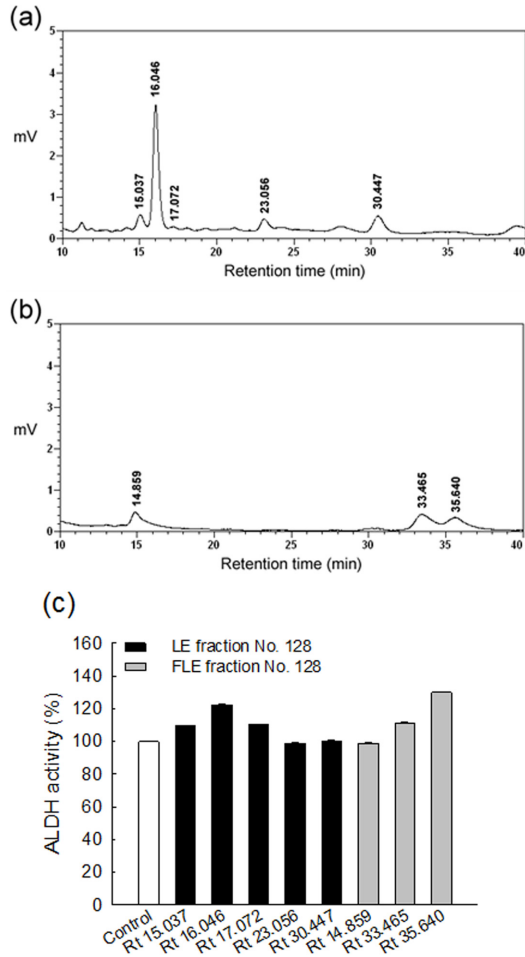 (a)
5
4
3
2
1
0
mV
15.037
16.046
17.072
23.056
30.447
10 15 20 25 30 35 40
Retention time (min)
(b)
5
4
3
2
1
0
mV
14.859
33.465
35.640
10 15 20 25 30 35 40
Retention time (min)
(c)
LE fraction No. 128
FLE fraction No. 128
ALDH activity (%)
160
140
120
100
80
60
40
20
0
Control
Rt 15.037
Rt 16.046
Rt 17.072
Rt 23.056
Rt 30.447
Rt 14.859
Rt 33.465
Rt 35.640